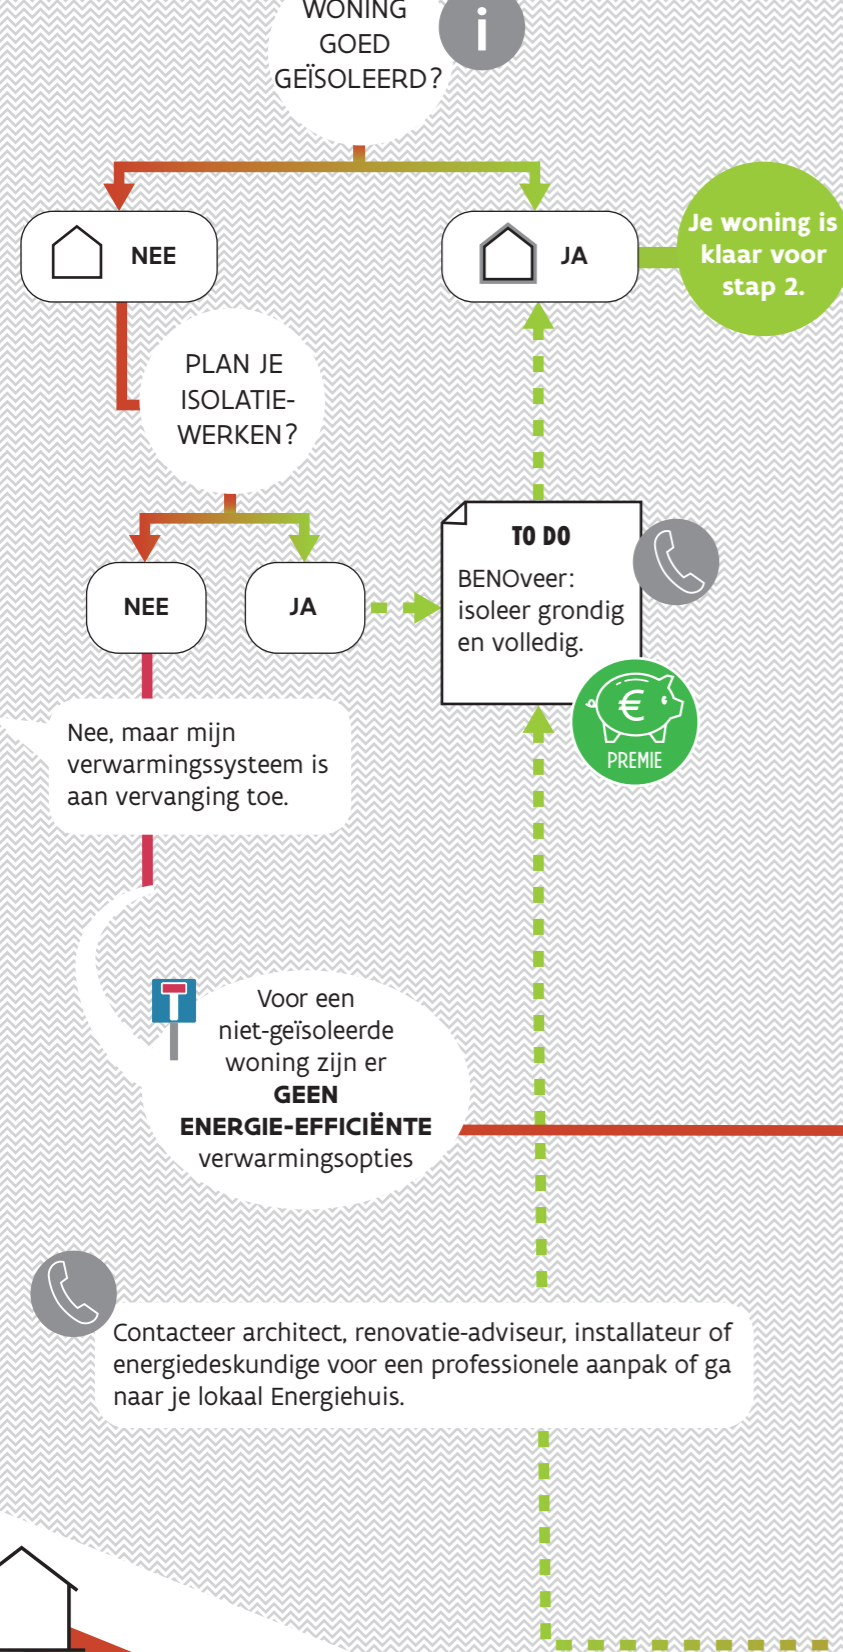 WONING
GOED
GEÏSOLEERD?
i
NEE
JA
Je woning is
klaar voor
stap 2.
PLAN JE
ISOLATIE-
WERKEN?
NEE
JA
TO DO
BENOveer:
isoleer grondig
en volledig.
€
PREMIE
Nee, maar mijn
verwarmingssysteem is
aan vervanging toe.
Voor een
niet-geïsoleerde
woning zijn er
GEEN
ENERGIE-EFFICIËNTE
verwarmingsopties
Contacteer architect, renovatie-adviseur, installateur of
energiedeskundige voor een professionele aanpak of ga
naar je lokaal Energiehuis.